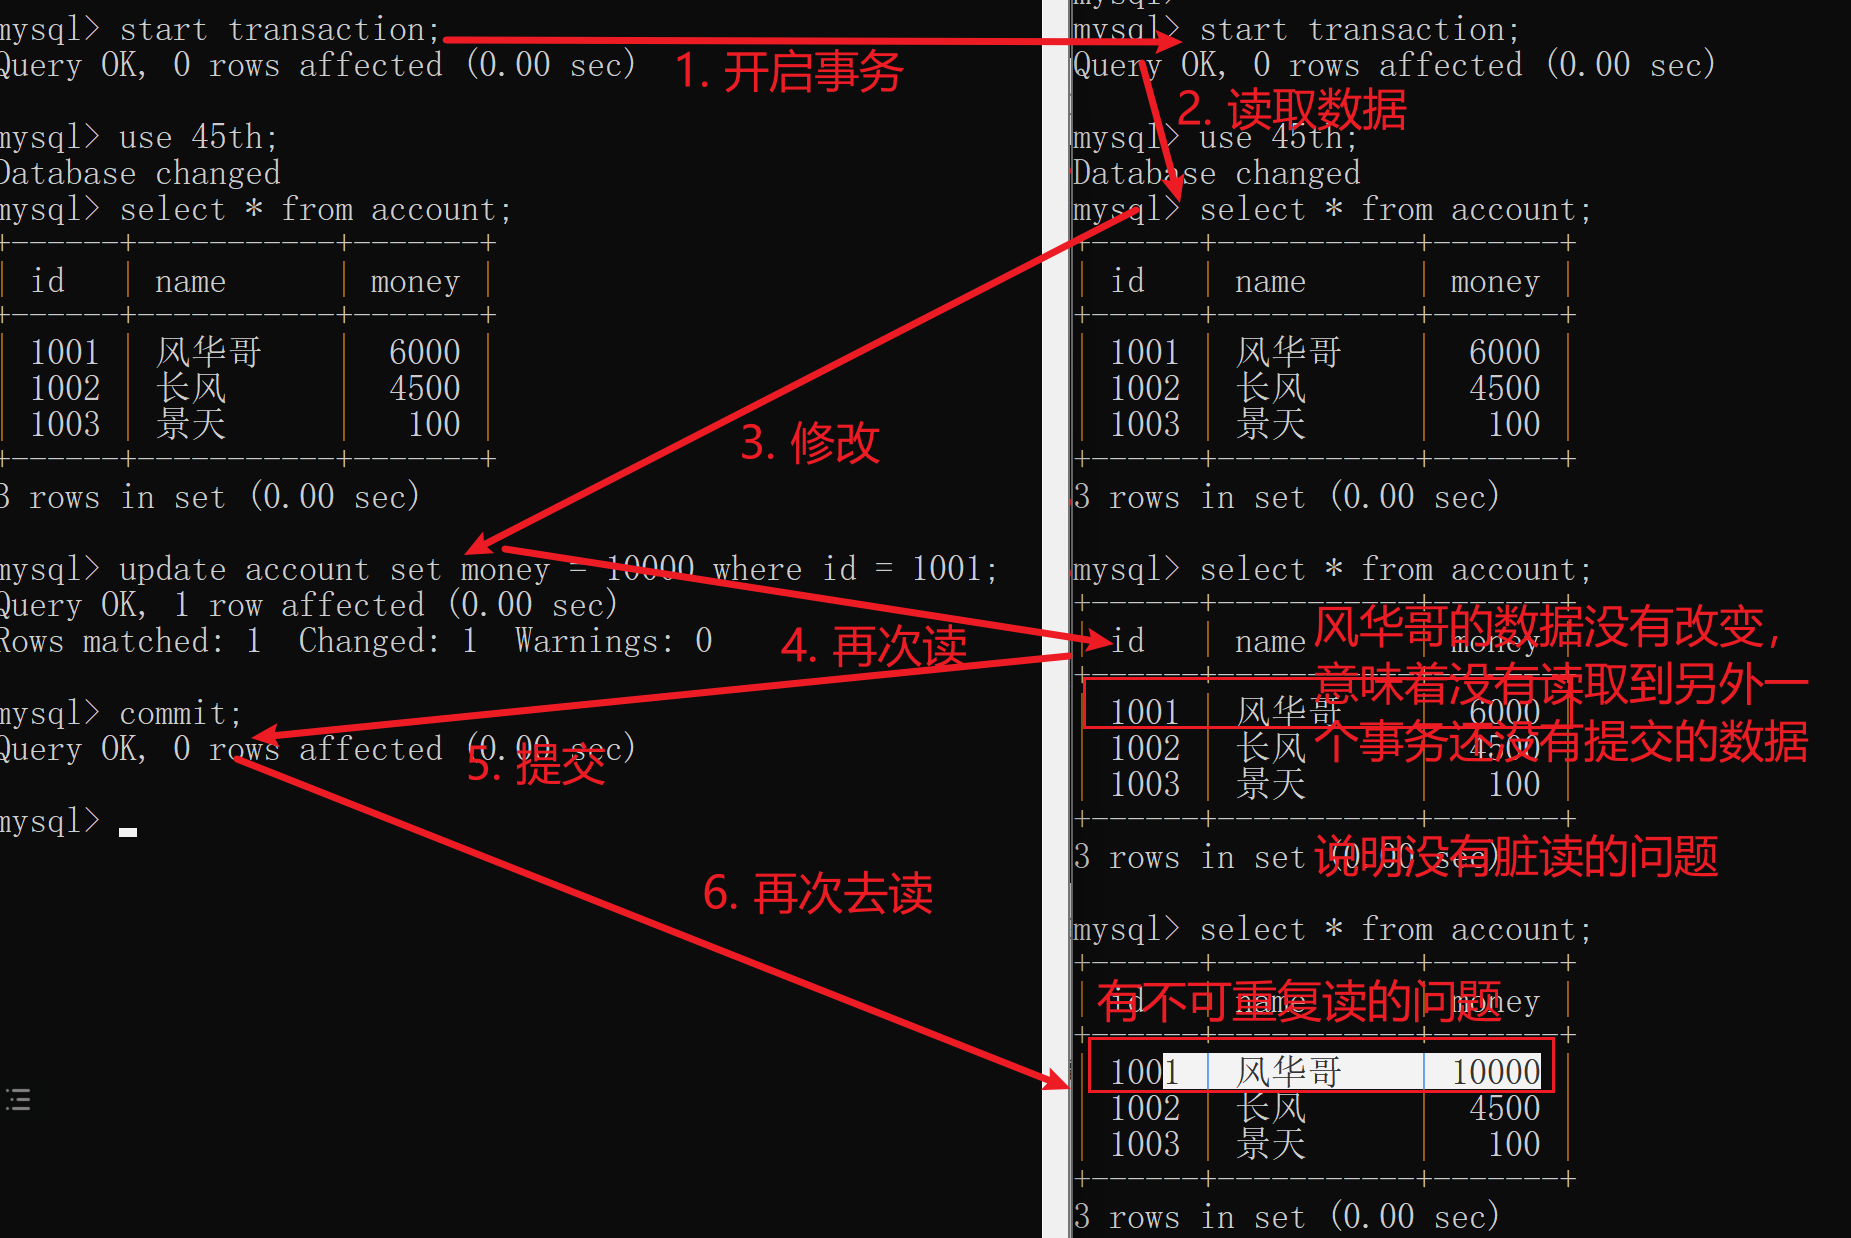 mysql> start transaction;
Query OK, 0 rows affected (0.00 sec)
1. 开启事务
mysql> use 45th;
Database changed
mysql> select * from account;
+------+-----------+-------+
| id   | name      | money |
+------+-----------+-------+
| 1001 | 风华哥    |  6000 |
| 1002 | 长风      |  4500 |
| 1003 | 景天      |   100 |
+------+-----------+-------+
3 rows in set (0.00 sec)
3. 修改
mysql> update account set money = 10000 where id = 1001;
Query OK, 1 row affected (0.00 sec)
Rows matched: 1  Changed: 1  Warnings: 0
4. 再次读
mysql> commit;
Query OK, 0 rows affected (0.00 sec)
5. 提交
mysql>
6. 再次去读
mysql> start transaction;
Query OK, 0 rows affected (0.00 sec)
2. 读取数据
mysql> use 45th;
Database changed
mysql> select * from account;
+------+-----------+-------+
| id   | name      | money |
+------+-----------+-------+
| 1001 | 风华哥    |  6000 |
| 1002 | 长风      |  4500 |
| 1003 | 景天      |   100 |
+------+-----------+-------+
3 rows in set (0.00 sec)
mysql> select * from account;
+------+-----------+-------+
| id   | name      | money |
+------+-----------+-------+
| 1001 | 风华哥    |  6000 |
| 1002 | 长风      |  4500 |
| 1003 | 景天      |   100 |
+------+-----------+-------+
3 rows in set (0.00 sec)
风华哥的数据没有改变，
意味着没有读取到另外一
个事务还没有提交的数据
说明没有脏读的问题
mysql> select * from account;
+------+-----------+-------+
| id   | name      | money |
+------+-----------+-------+
| 1001 | 风华哥    | 10000 |
| 1002 | 长风      |  4500 |
| 1003 | 景天      |   100 |
+------+-----------+-------+
3 rows in set (0.00 sec)
有不可重复读的问题